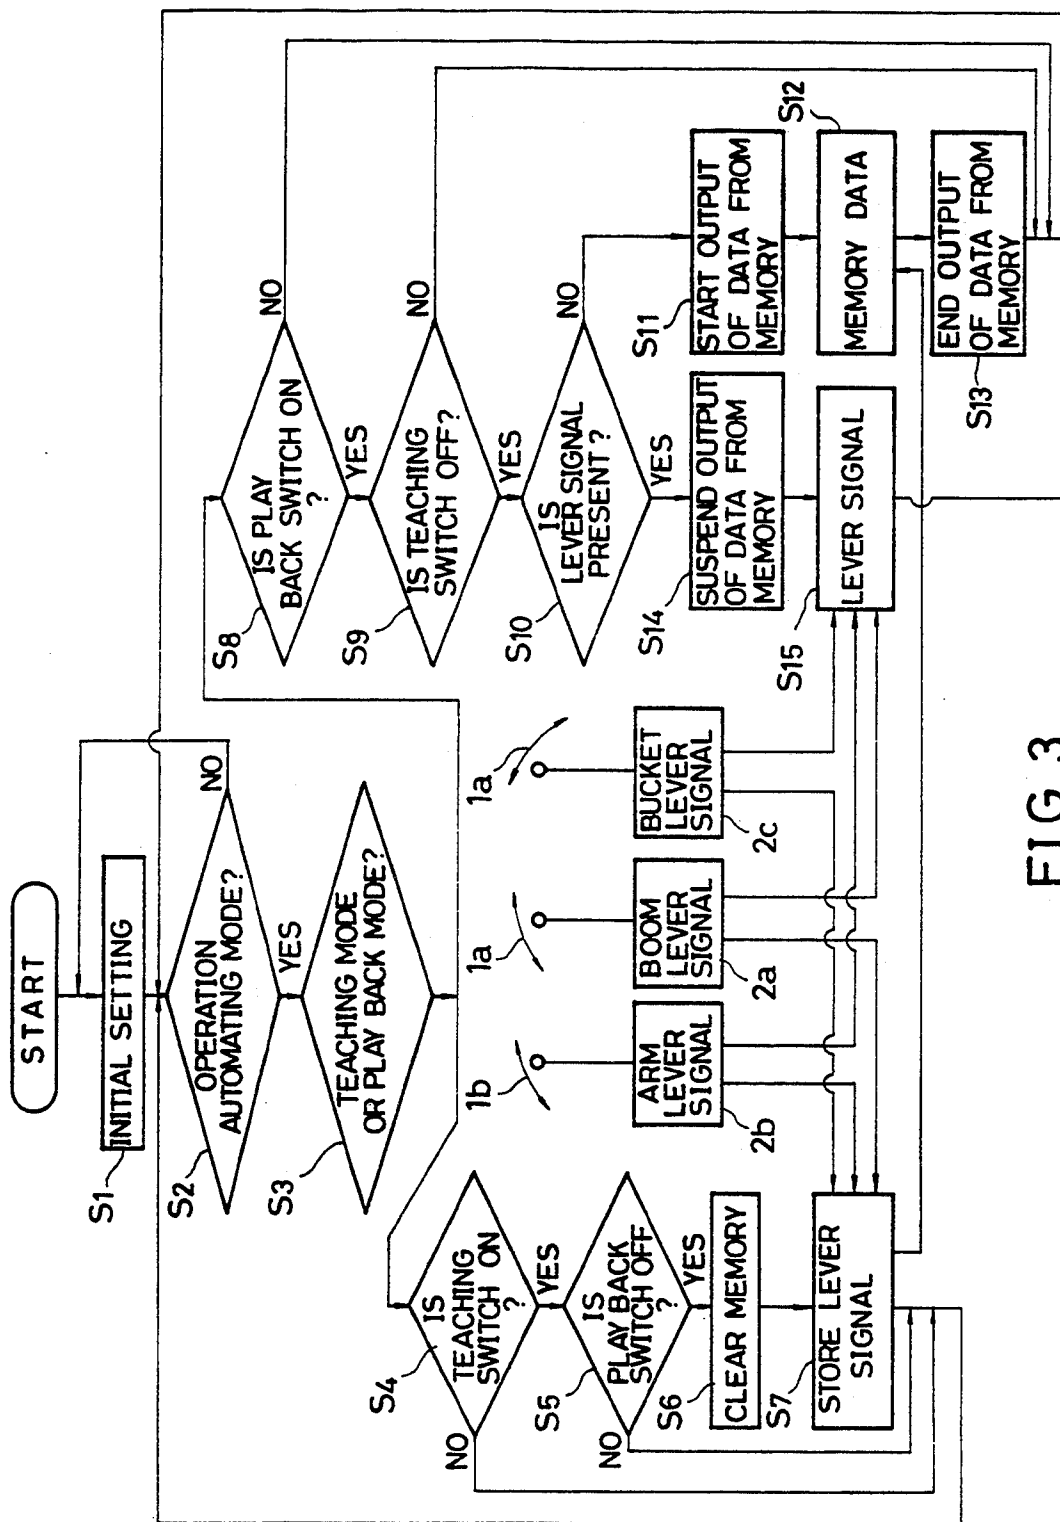 START
S1
INITIAL SETTING
S2
OPERATION
AUTOMATING MODE?
NO
YES
S3
TEACHING MODE
OR PLAY BACK MODE?
S4
IS
TEACHING
SWITCH ON
?
NO
YES
S5
IS
PLAY BACK
SWITCH OFF
?
NO
YES
S6
CLEAR MEMORY
S7
STORE LEVER
SIGNAL
1b
ARM
LEVER
SIGNAL
2b
1a
BOOM
LEVER
SIGNAL
2a
1a
BUCKET
LEVER
SIGNAL
2c
S8
IS PLAY
BACK SWITCH ON
?
NO
YES
S9
IS TEACHING
SWITCH OFF?
NO
YES
S10
IS
LEVER SIGNAL
PRESENT?
NO
YES
S14
SUSPEND OUTPUT
OF DATA FROM
MEMORY
S15
LEVER SIGNAL
S11
START OUTPUT
OF DATA FROM
MEMORY
S12
MEMORY DATA
S13
END OUTPUT
OF DATA FROM
MEMORY
FIG 3